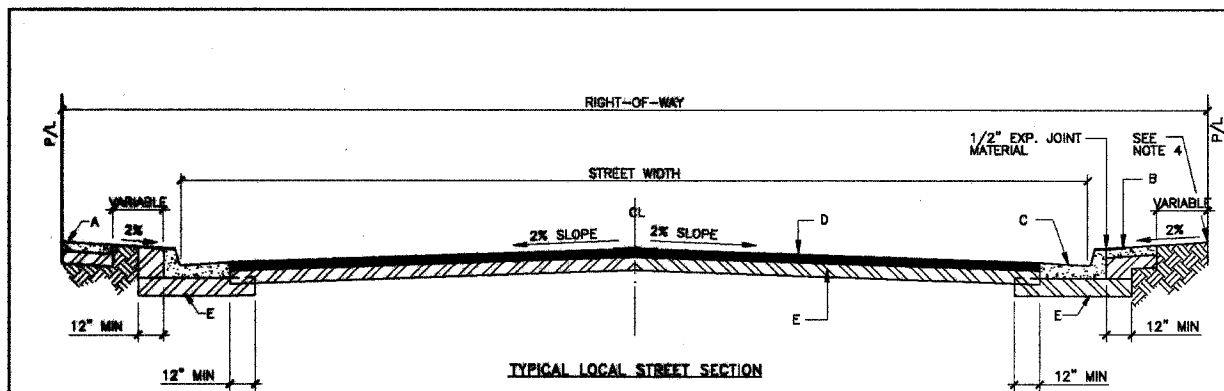 RIGHT-OF-WAY
P/L
P/L
1/2" EXP. JOINT
MATERIAL
SEE
NOTE 4
STREET WIDTH
A
VARIABLE
B
VARIABLE
CL
D
C
2%
2% SLOPE
2% SLOPE
2%
E
E
E
12" MIN
12" MIN
12" MIN
12" MIN
TYPICAL LOCAL STREET SECTION